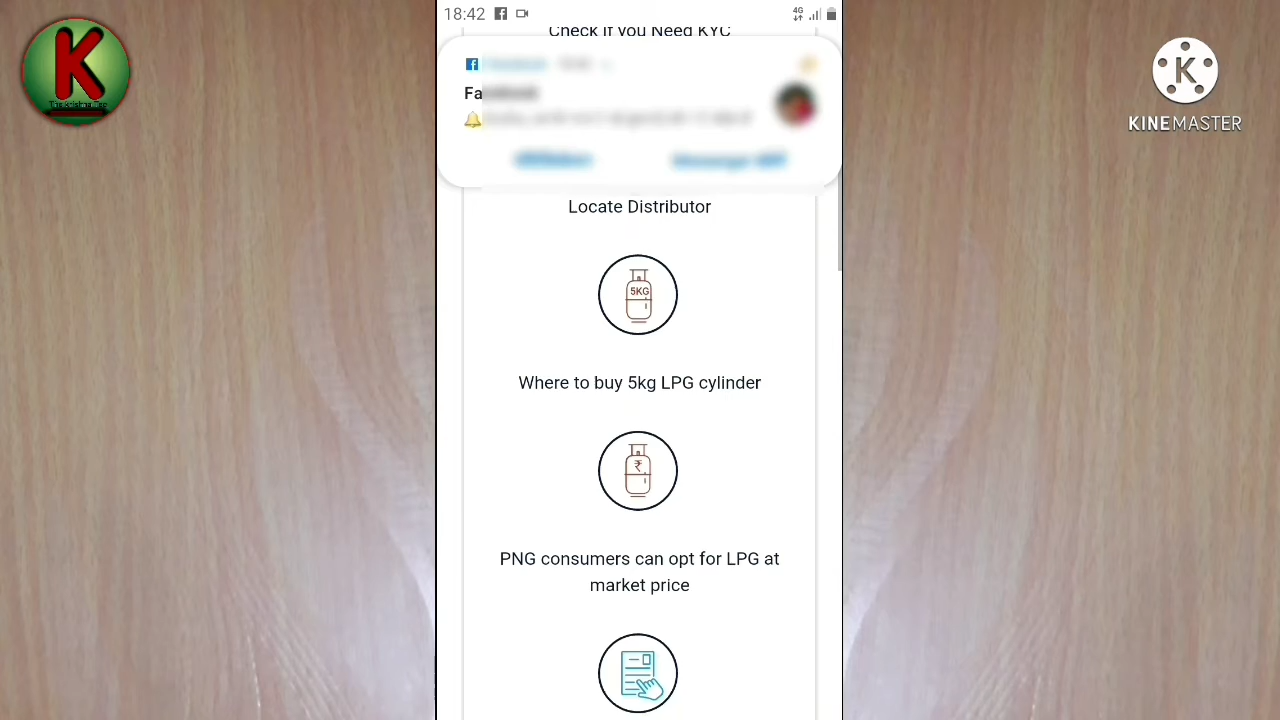 K
18:42
4G
Check if you Need KYC
Fa
K
KINEMASTER
Locate Distributor
5KG
Where to buy 5kg LPG cylinder
₹
PNG consumers can opt for LPG at
market price